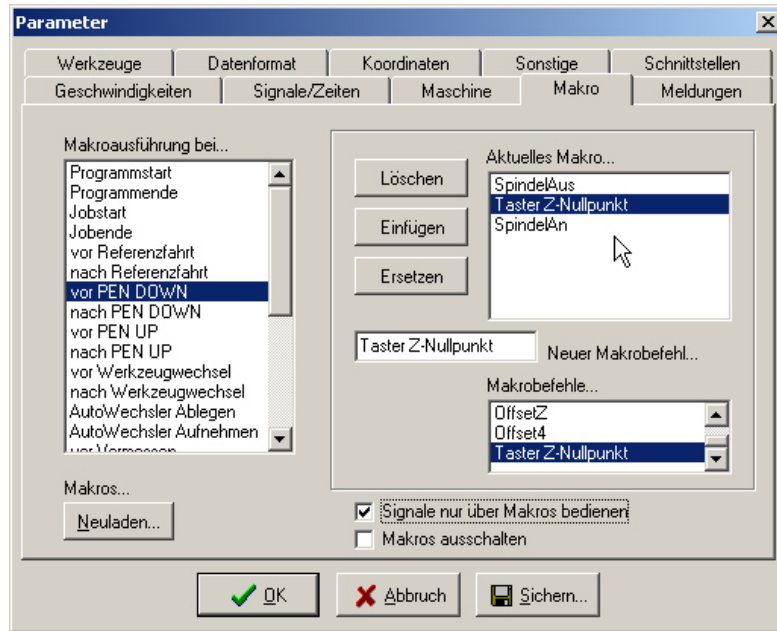 Parameter
Werkzeuge Datenformat Koordinaten Sonstige Schnittstellen
Geschwindigkeiten Signale/Zeiten Maschine Makro Meldungen
Makroausführung bei...
Programmstart
Programmende
Jobstart
Jobende
vor Referenzfahrt
nach Referenzfahrt
vor PEN DOWN
nach PEN DOWN
vor PEN UP
nach PEN UP
vor Werkzeugwechsel
nach Werkzeugwechsel
AutoWechsler Ablegen
AutoWechsler Aufnehmen
Makros...
Neuladen...
Löschen
Einfügen
Ersetzen
Aktuelles Makro...
SpindelAus
Taster Z-Nullpunkt
SpindelAn
Taster Z-Nullpunkt
Neuer Makrobefehl...
Makrobefehle...
OffsetZ
Offset4
Taster Z-Nullpunkt
Signale nur über Makros bedienen
Makros ausschalten
OK Abbruch Sichern...